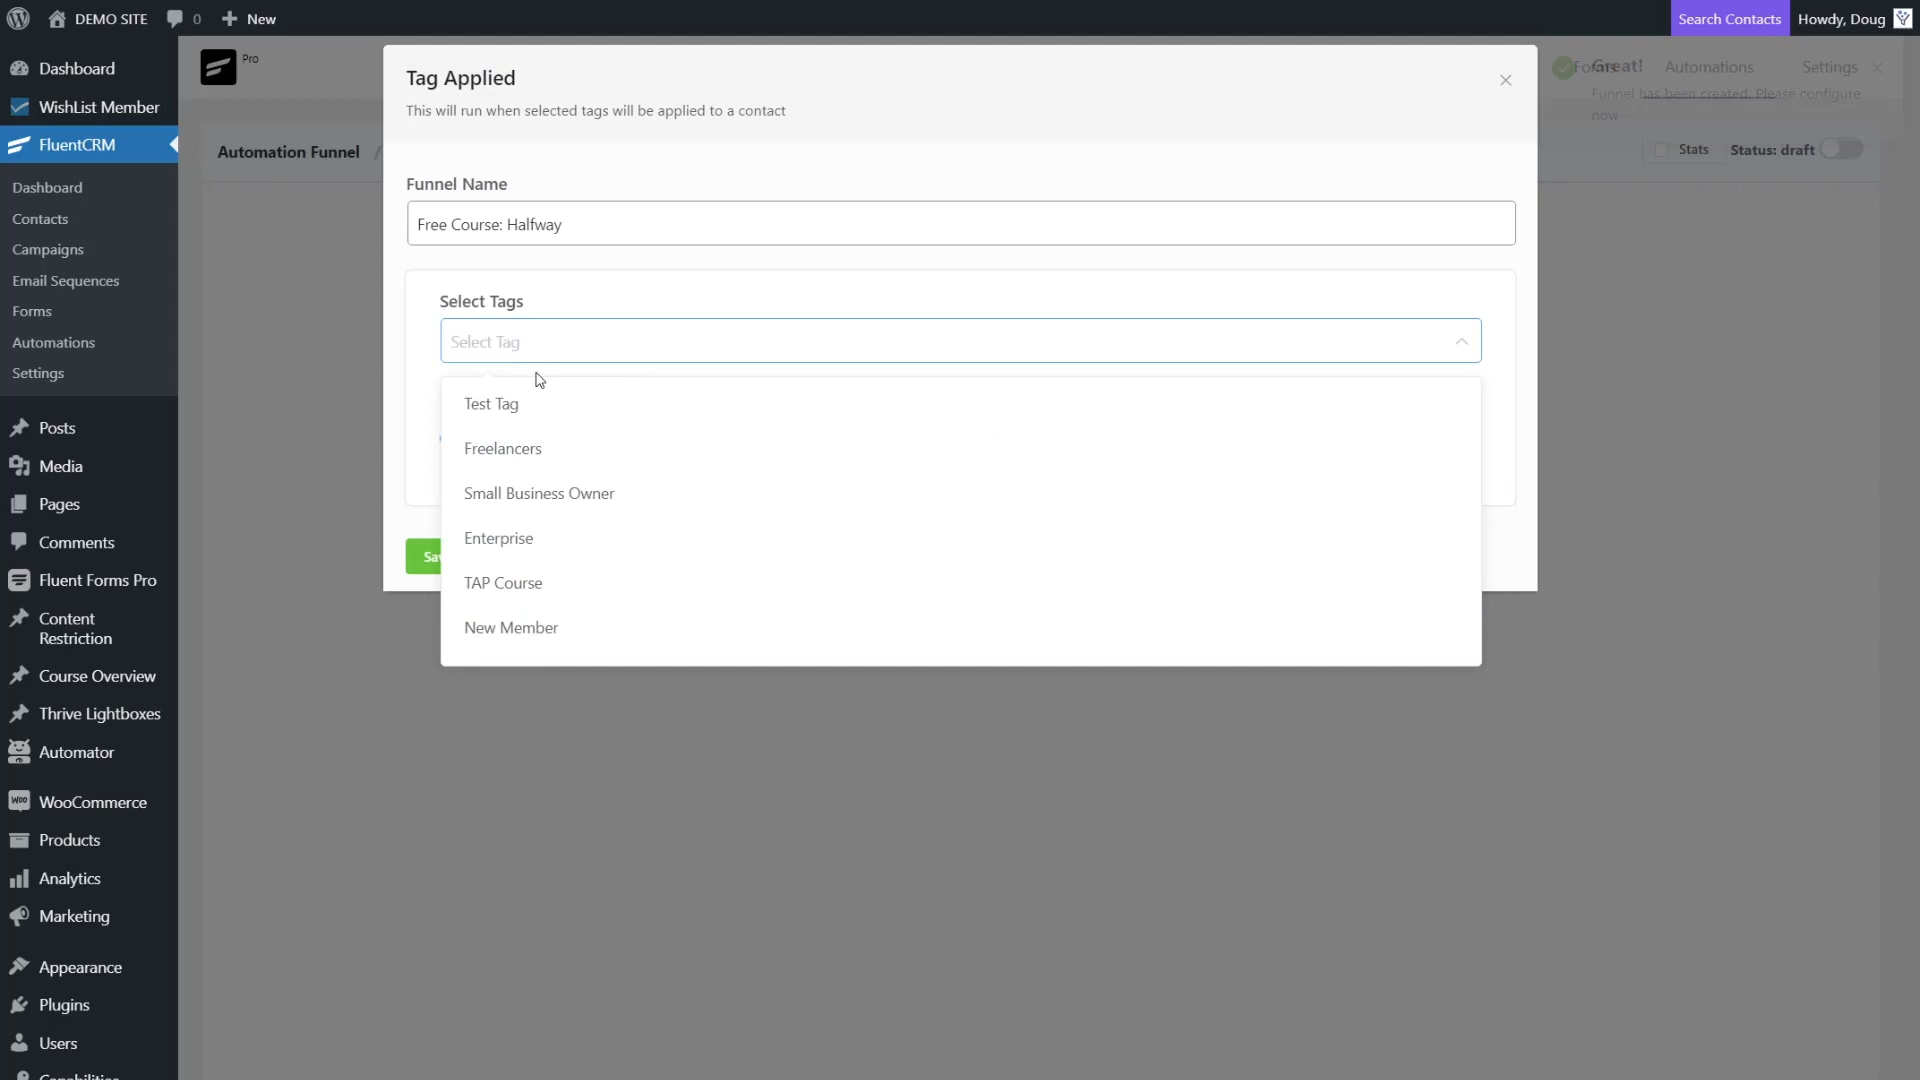 DEMO SITE
0
New
Search Contacts
Howdy, Doug
Dashboard
WishList Member
FluentCRM
Dashboard
Contacts
Campaigns
Email Sequences
Forms
Automations
Settings
Posts
Media
Pages
Comments
Fluent Forms Pro
Content
Restriction
Course Overview
Thrive Lightboxes
Automator
WOO
WooCommerce
Products
Analytics
Marketing
Appearance
Plugins
Users
Pro
Automation Funnel /
Tag Applied
This will run when selected tags will be applied to a contact
Funnel Name
Free Course: Halfway
Select Tags
Select Tag
Test Tag
Freelancers
Small Business Owner
Enterprise
TAP Course
New Member
Forms
Great!
Automations
Settings
Funnel has been created. Please configure
now
Stats
Status: draft